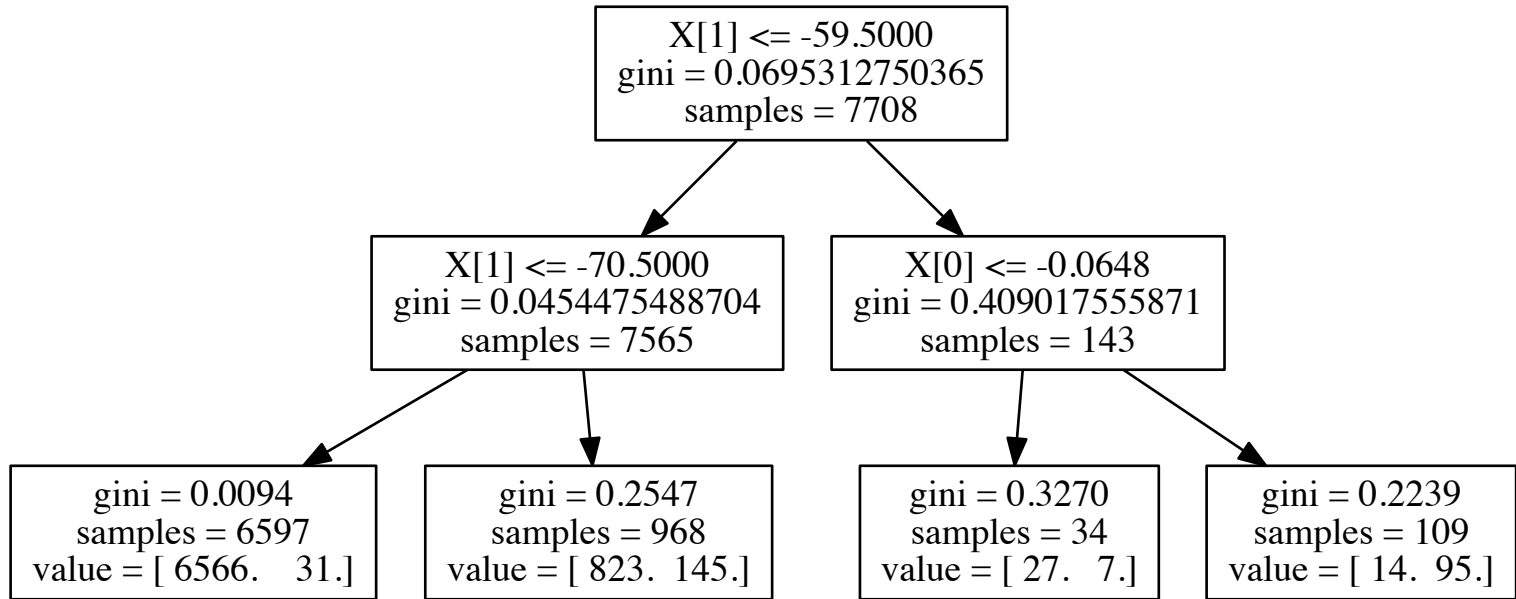 X[1] <= -59.5000
gini = 0.0695312750365
samples = 7708
X[1] <= -70.5000
gini = 0.0454475488704
samples = 7565
X[0] <= -0.0648
gini = 0.409017555871
samples = 143
gini = 0.0094
samples = 6597
value = [ 6566.    31.]
gini = 0.2547
samples = 968
value = [ 823.  145.]
gini = 0.3270
samples = 34
value = [ 27.   7.]
gini = 0.2239
samples = 109
value = [ 14.  95.]